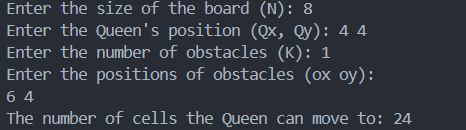 Enter the size of the board (N): 8
Enter the Queen's position (Qx, Qy): 4 4
Enter the number of obstacles (K): 1
Enter the positions of obstacles (ox oy):
6 4
The number of cells the Queen can move to: 24